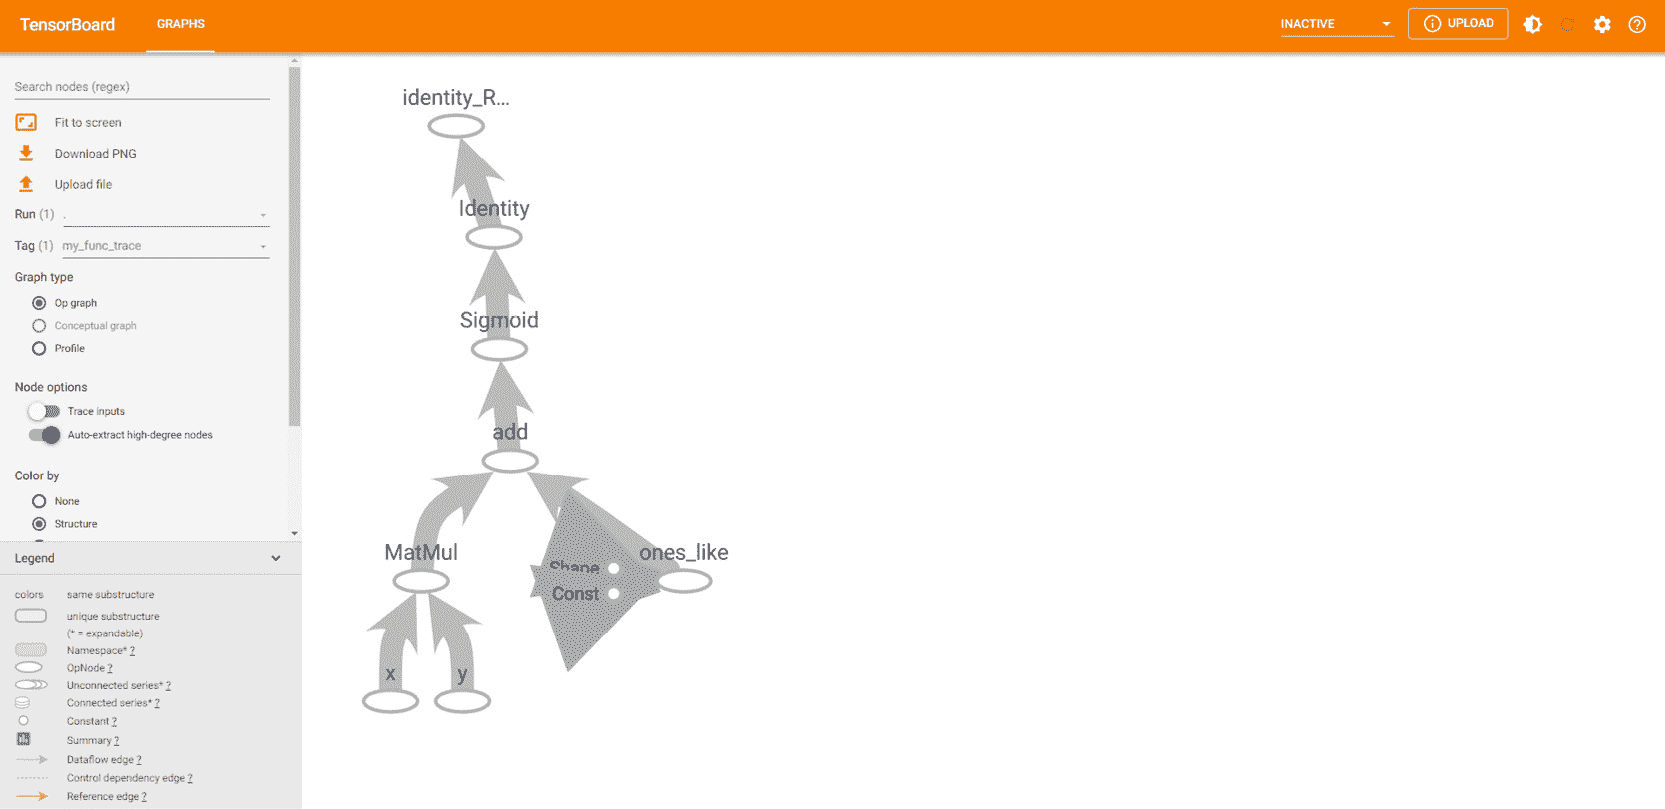 TensorBoard GRAPHS INACTIVE UPLOAD
Search nodes (regex)
Fit to screen
Download PNG
Upload file
Run (1) .
Tag (1) my_func_trace
Graph type
Op graph
Conceptual graph
Profile
Node options
Trace inputs
Auto-extract high-degree nodes
Color by
None
Structure
Legend
colors same substructure
unique substructure
(* = expandable)
Namespace* ?
OpNode ?
Unconnected series* ?
Connected series* ?
Constant ?
Summary ?
Dataflow edge ?
Control dependency edge ?
Reference edge ?
identity_R...
Identity
Sigmoid
add
MatMul
Shape
ones_like
Const
x
y